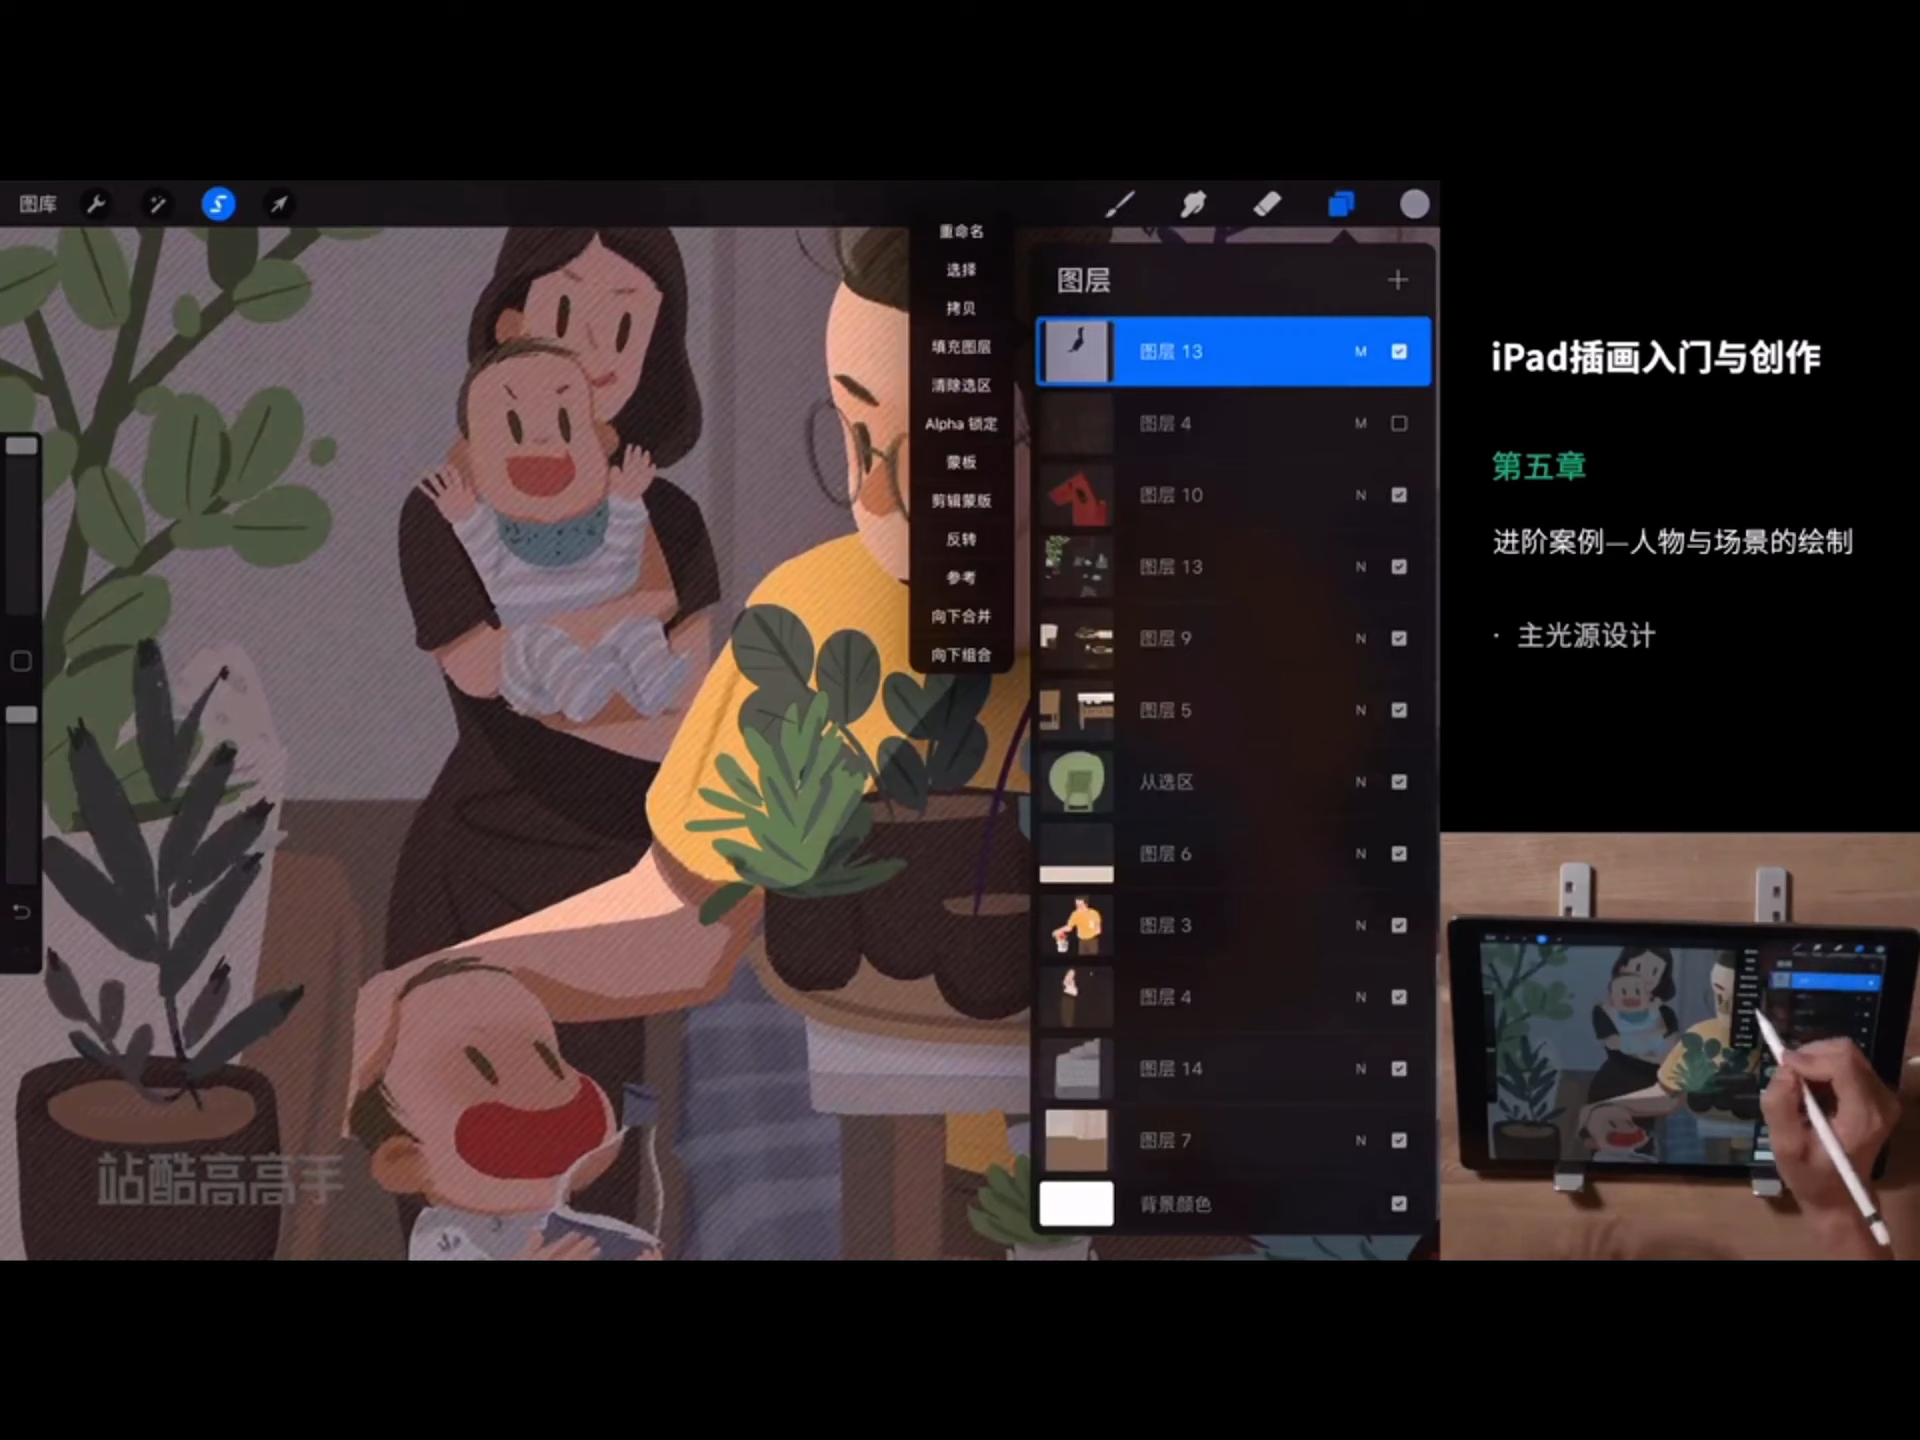 图库
重命名
选择
拷贝
填充图层
清除选区
Alpha 锁定
蒙板
剪辑蒙版
反转
参考
向下合并
向下组合
图层
图层 13 M
图层 4 M
图层 10 N
图层 13 N
图层 9 N
图层 5 N
从选区 N
图层 6 N
图层 3 N
图层 4 N
图层 14 N
图层 7 N
背景颜色
站酷高高手
iPad插画入门与创作
第五章
进阶案例—人物与场景的绘制
· 主光源设计